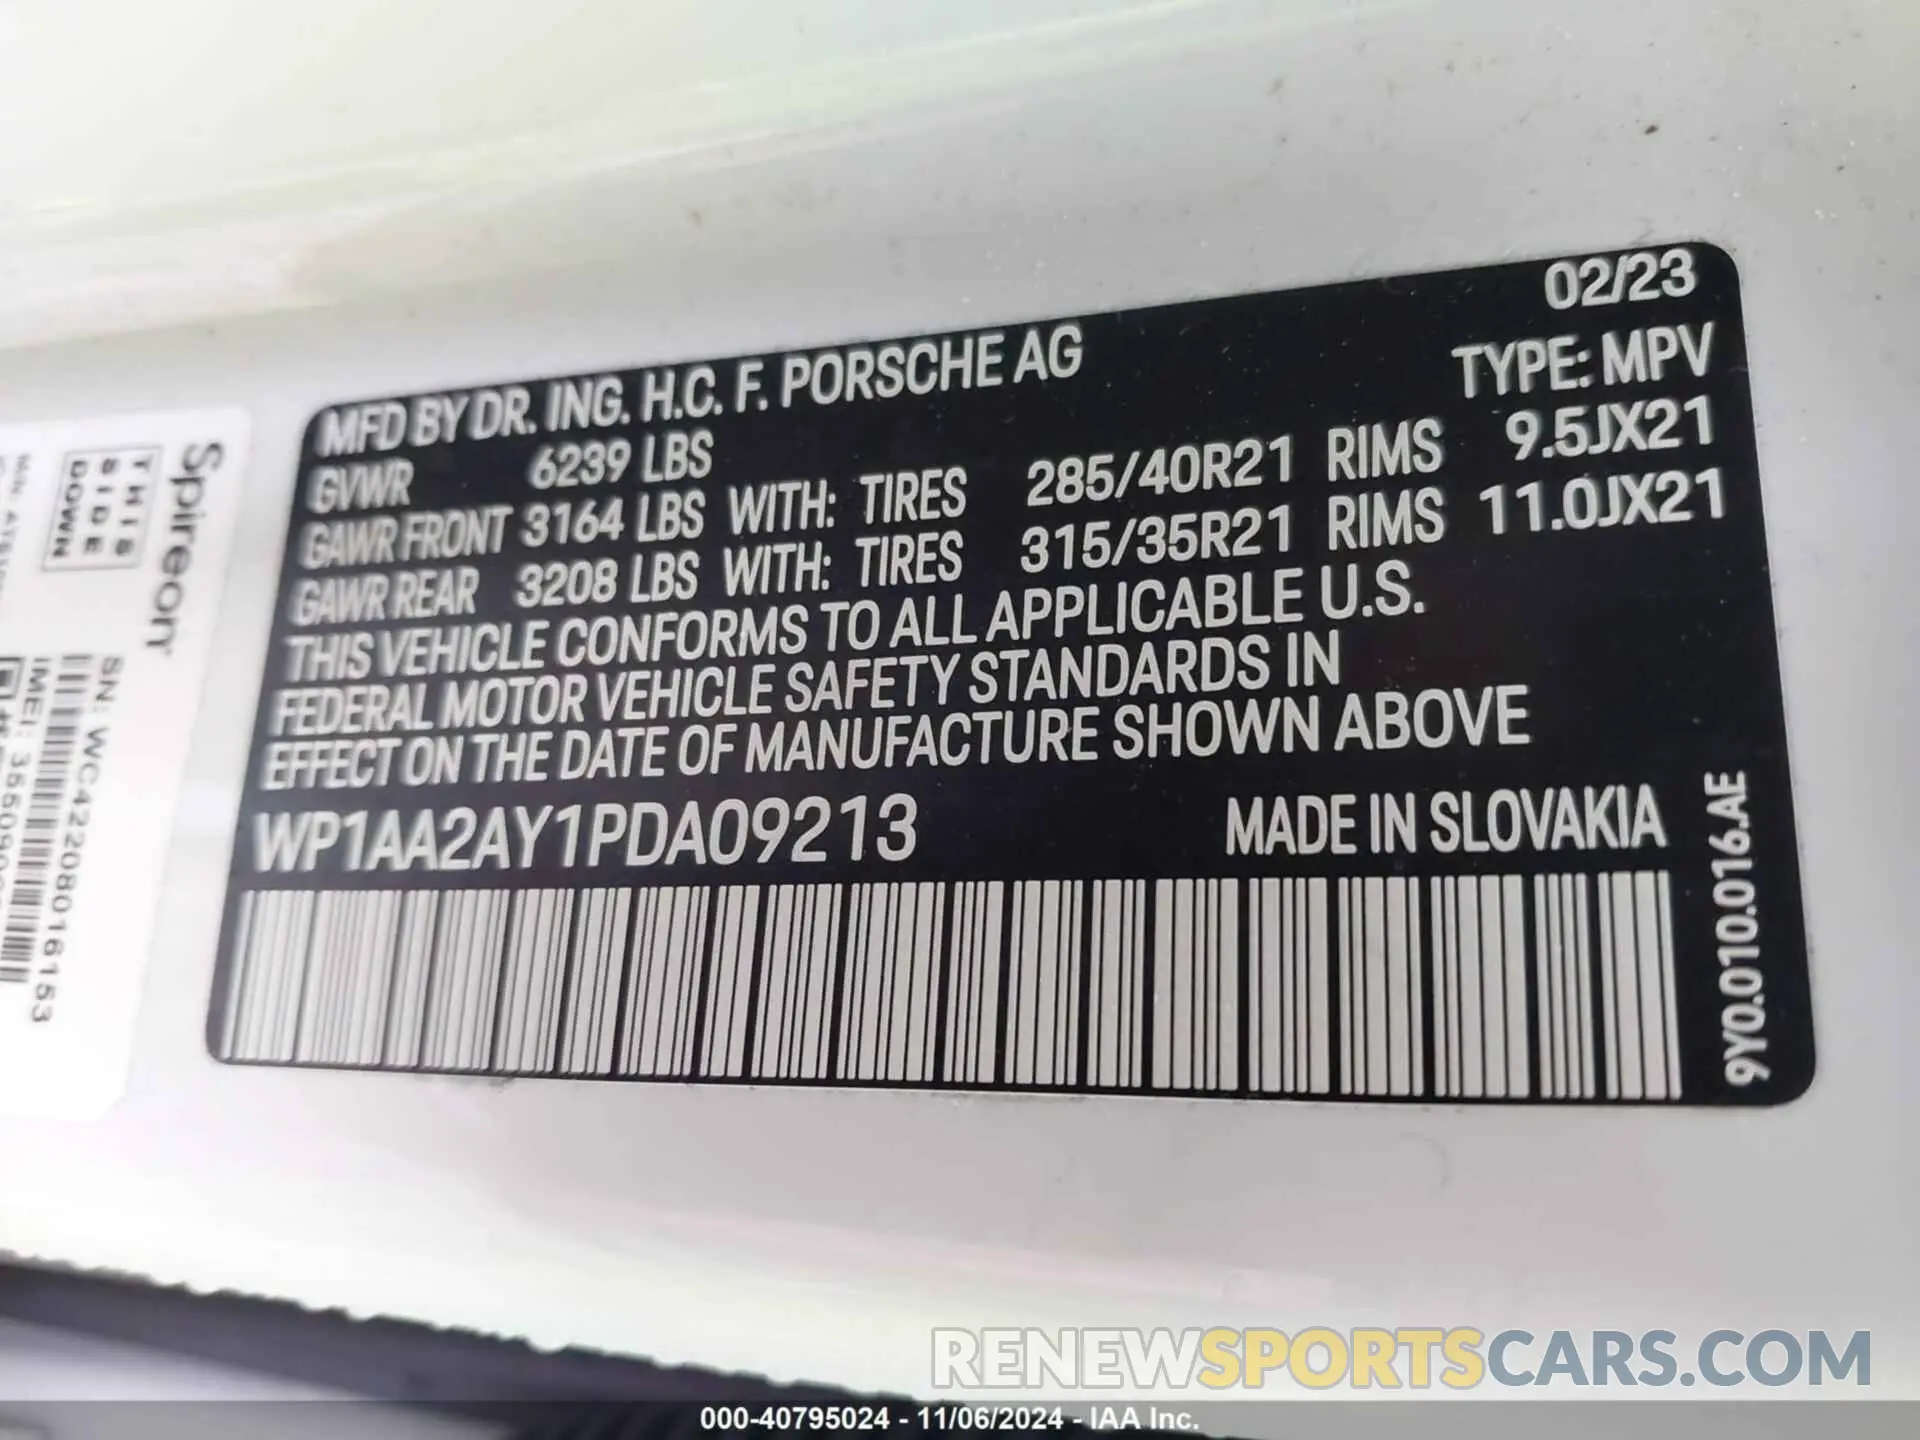 02/23
MFD BY DR. ING. H.C. F. PORSCHE AG
TYPE: MPV
GVWR 6239 LBS
GAWR FRONT 3164 LBS WITH: TIRES 285/40R21 RIMS 9.5JX21
GAWR REAR 3208 LBS WITH: TIRES 315/35R21 RIMS 11.0JX21
THIS VEHICLE CONFORMS TO ALL APPLICABLE U.S.
FEDERAL MOTOR VEHICLE SAFETY STANDARDS IN
EFFECT ON THE DATE OF MANUFACTURE SHOWN ABOVE
WP1AA2AY1PDA09213 MADE IN SLOVAKIA
9Y0.010.016.AE
Spireon
THIS
SIDE
DOWN
SN: WC42208016153
IMEI:
RENEWSPORTSCARS.COM
000-40795024 - 11/06/2024 - IAA Inc.